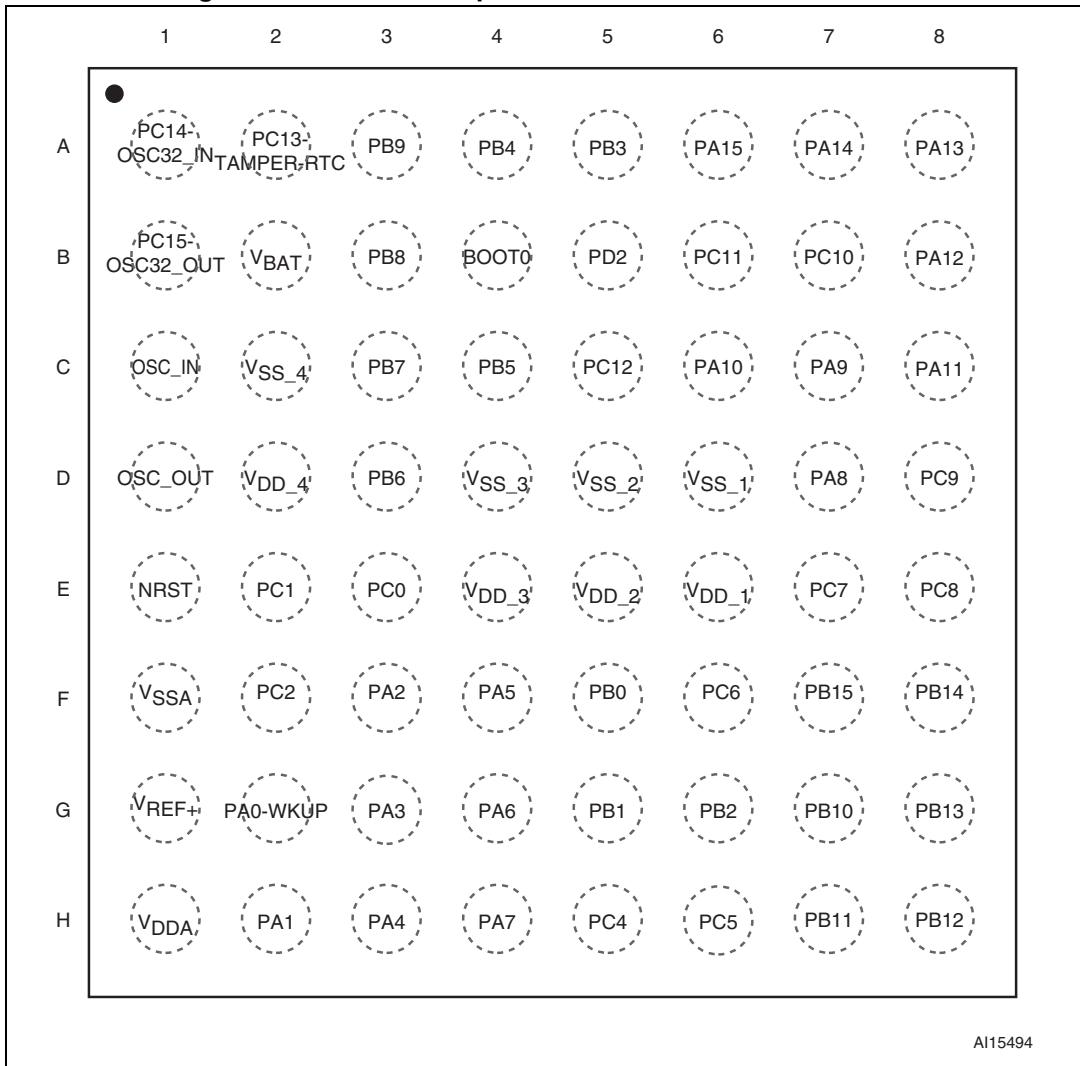 1 2 3 4 5 6 7 8
A PC14-OSC32_IN PC13-TAMPER-RTC PB9 PB4 PB3 PA15 PA14 PA13
B PC15-OSC32_OUT VBAT PB8 BOOT0 PD2 PC11 PC10 PA12
C OSC_IN VSS_4 PB7 PB5 PC12 PA10 PA9 PA11
D OSC_OUT VDD_4 PB6 VSS_3 VSS_2 VSS_1 PA8 PC9
E NRST PC1 PC0 VDD_3 VDD_2 VDD_1 PC7 PC8
F VSSA PC2 PA2 PA5 PB0 PC6 PB15 PB14
G VREF+ PA0-WKUP PA3 PA6 PB1 PB2 PB10 PB13
H VDDA PA1 PA4 PA7 PC4 PC5 PB11 PB12
AI15494